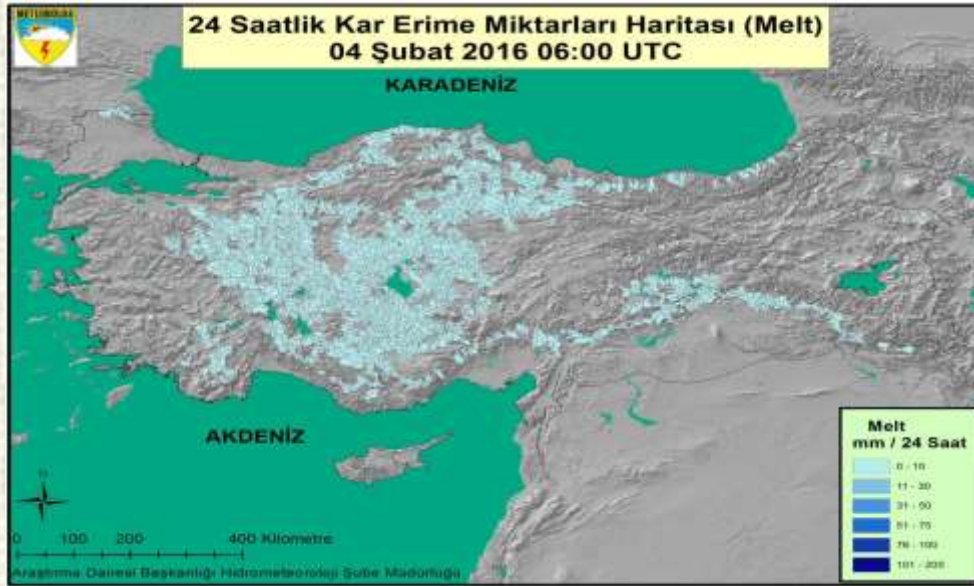 METEOROLOJİ
24 Saatlik Kar Erime Miktarları Haritası (Melt)
04 Şubat 2016 06:00 UTC
KARADENİZ
AKDENİZ
N
0 100 200 400 Kilometre
Araştırma Dairesi Başkanlığı Hidrometeoroloji Şube Müdürlüğü
Melt
mm / 24 Saat
0 - 10
11 - 30
31 - 50
51 - 75
76 - 100
101 - 200